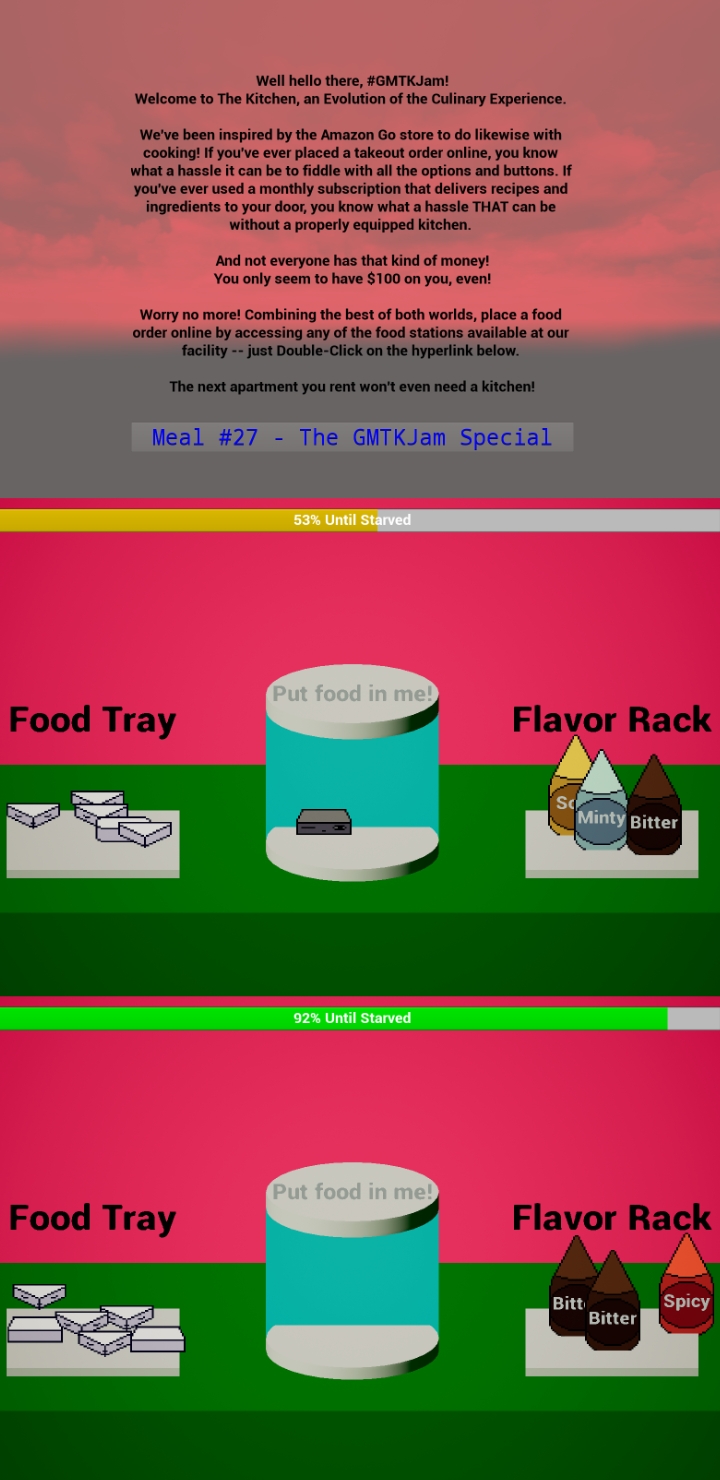 Well hello there, #GMTKJam!
Welcome to The Kitchen, an Evolution of the Culinary Experience.
We've been inspired by the Amazon Go store to do likewise with
cooking! If you've ever placed a takeout order online, you know
what a hassle it can be to fiddle with all the options and buttons. If
you've ever used a monthly subscription that delivers recipes and
ingredients to your door, you know what a hassle THAT can be
without a properly equipped kitchen.
And not everyone has that kind of money!
You only seem to have $100 on you, even!
Worry no more! Combining the best of both worlds, place a food
order online by accessing any of the food stations available at our
facility -- just Double-Click on the hyperlink below.
The next apartment you rent won't even need a kitchen!
Meal #27 - The GMTKJam Special
53% Until Starved
Put food in me!
Food Tray
Flavor Rack
Minty
Bitter
92% Until Starved
Put food in me!
Food Tray
Flavor Rack
Bitter
Spicy